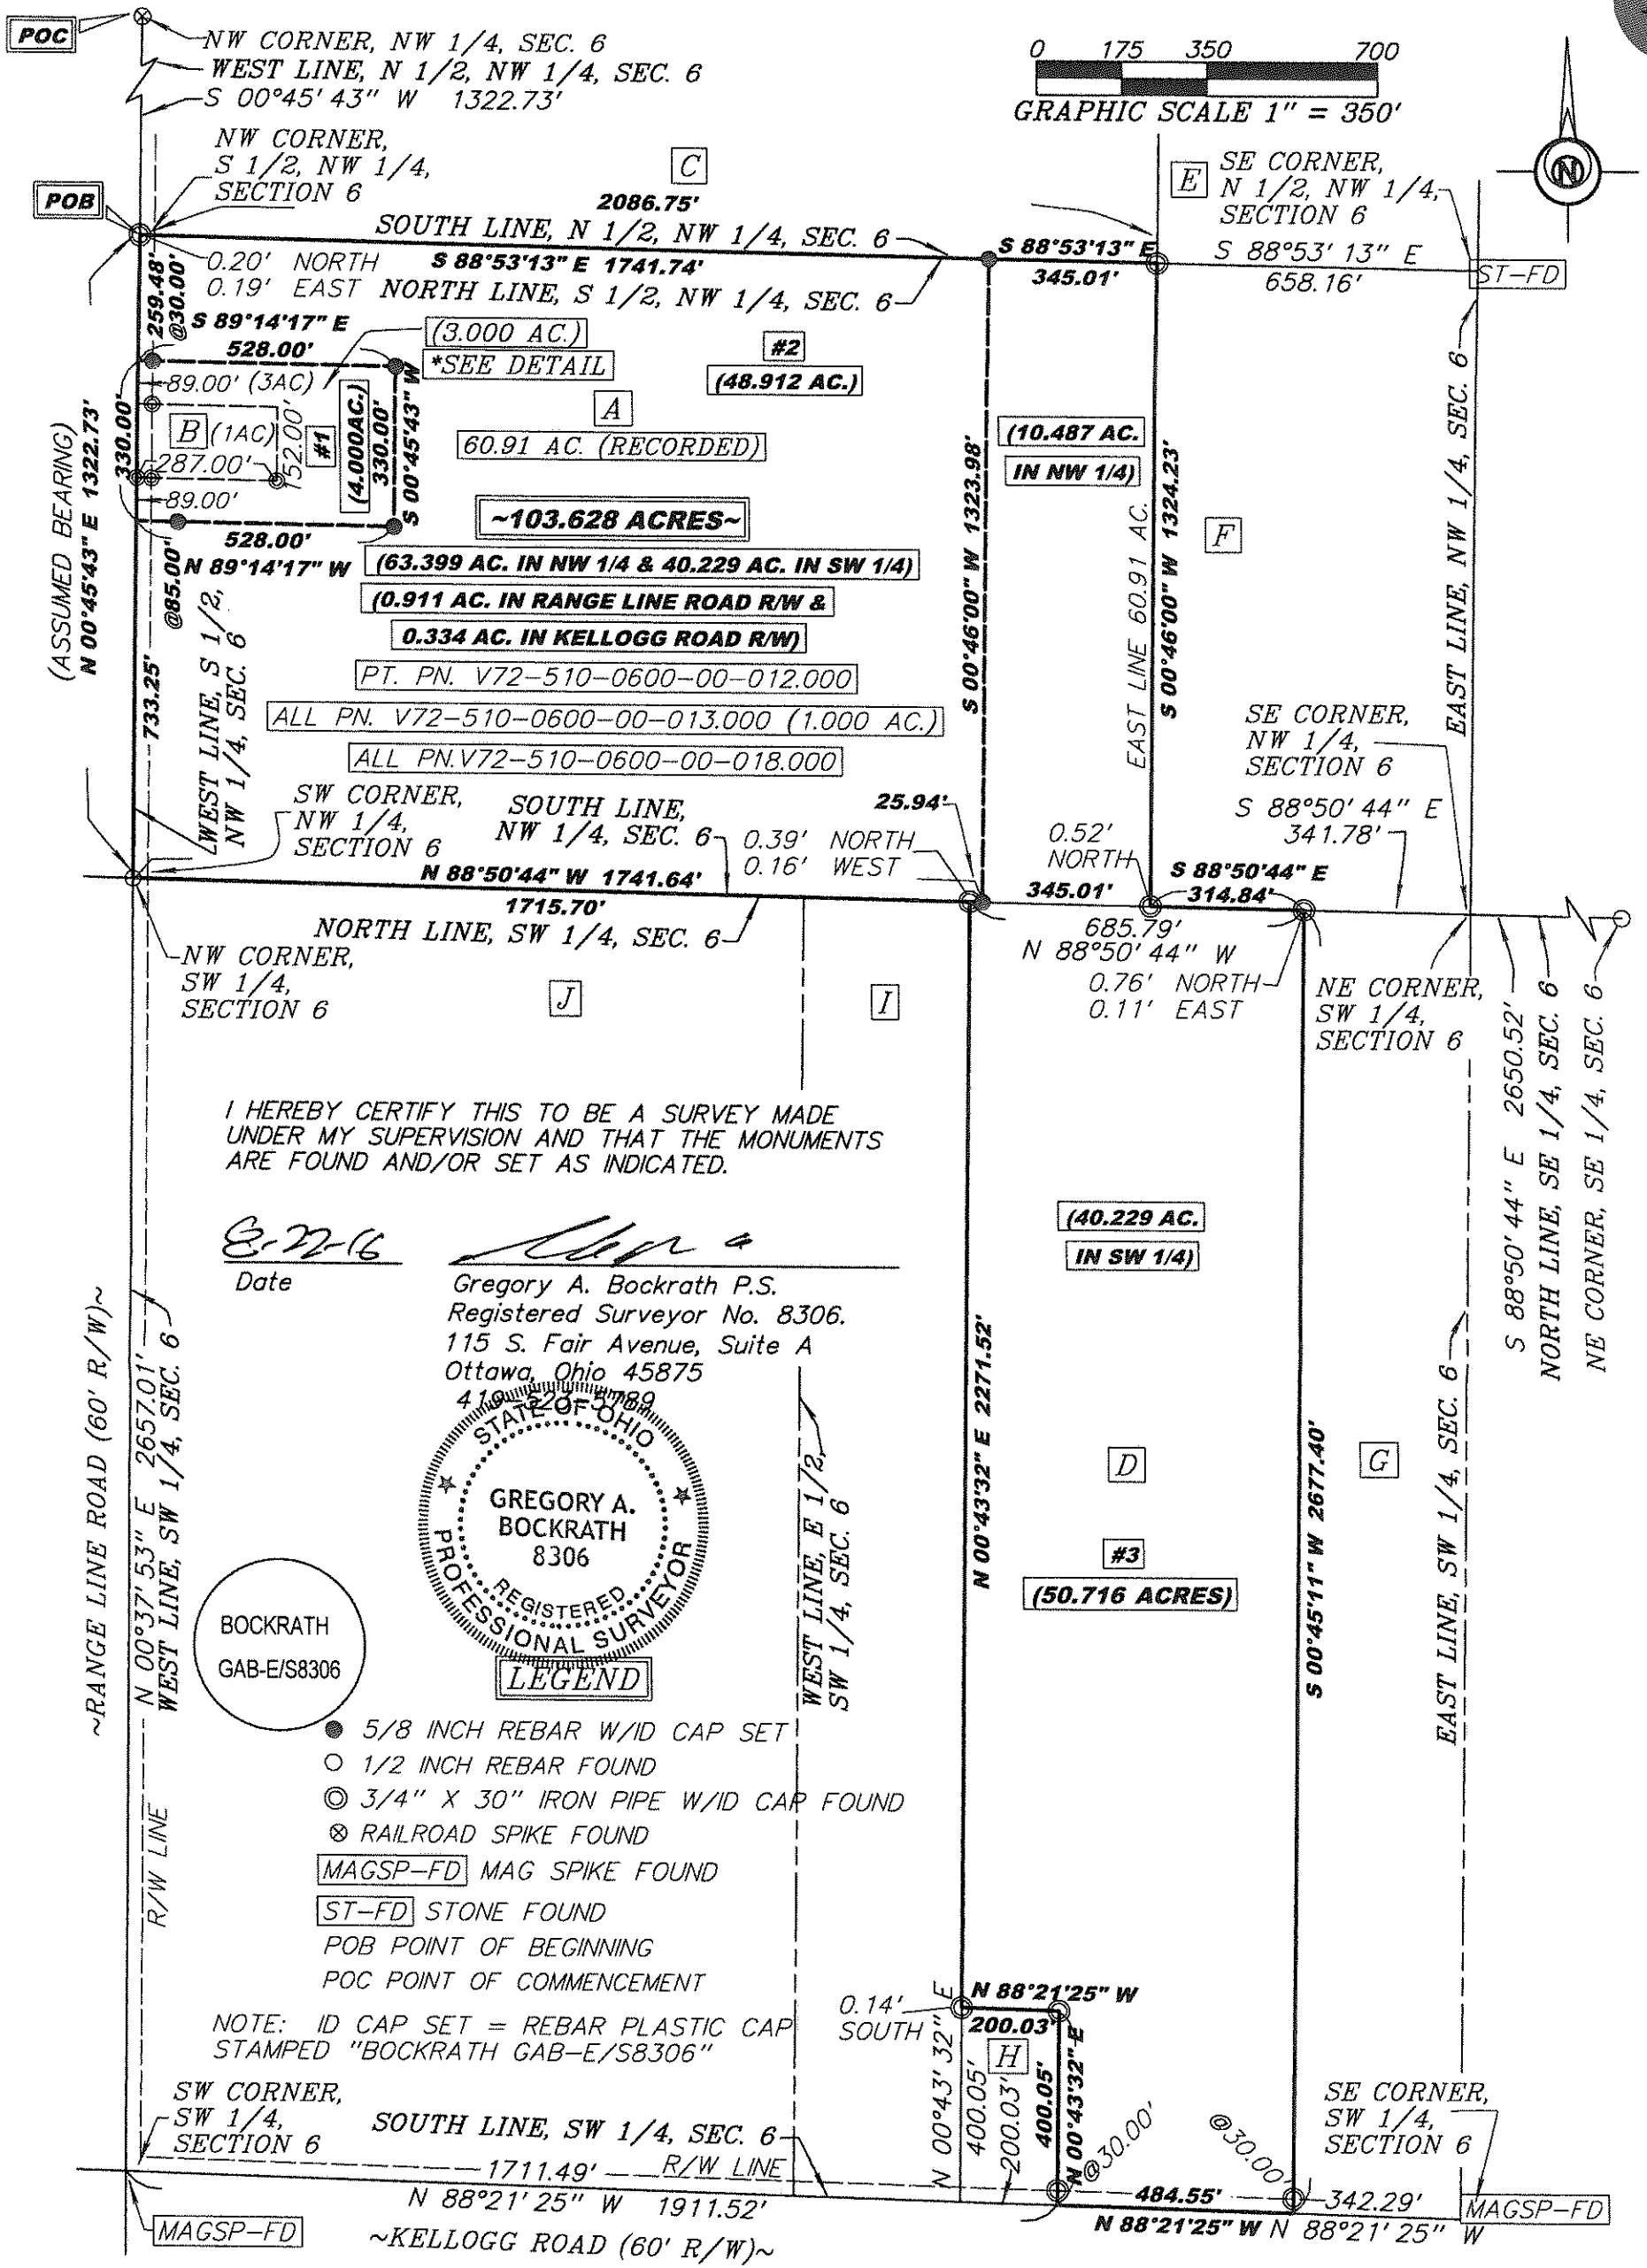 POC
NW CORNER, NW 1/4, SEC. 6
WEST LINE, N 1/2, NW 1/4, SEC. 6
S 00°45'43" W 1322.73'
0 175 350 700
GRAPHIC SCALE 1" = 350'
N
NW CORNER,
S 1/2, NW 1/4,
SECTION 6
C
E
SE CORNER,
N 1/2, NW 1/4,
SECTION 6
POB
2086.75'
SOUTH LINE, N 1/2, NW 1/4, SEC. 6
S 88°53'13" E 1741.74'
NORTH LINE, S 1/2, NW 1/4, SEC. 6
0.20' NORTH
0.19' EAST
S 88°53'13" E
345.01'
S 88°53'13" E
658.16'
ST-FD
259.48'
@30.00'
S 89°14'17" E
528.00'
(3.000 AC.)
*SEE DETAIL
#2
(48.912 AC.)
89.00' (3AC)
B (1AC)
287.00'
152.00'
#1
(4.000AC.)
330.00'
S 00°45'43" W
330.00'
89.00'
528.00'
N 89°14'17" W
@85.00'
A
60.91 AC. (RECORDED)
(10.487 AC.
IN NW 1/4)
(ASSUMED BEARING)
N 00°45'43" E 1322.73'
~103.628 ACRES~
(63.399 AC. IN NW 1/4 & 40.229 AC. IN SW 1/4)
(0.911 AC. IN RANGE LINE ROAD R/W &
0.334 AC. IN KELLOGG ROAD R/W)
PT. PN. V72-510-0600-00-012.000
ALL PN. V72-510-0600-00-013.000 (1.000 AC.)
ALL PN.V72-510-0600-00-018.000
733.25'
WEST LINE, S 1/2,
NW 1/4, SEC. 6
S 00°46'00" W 1323.98'
EAST LINE 60.91 AC.
S 00°46'00" W 1324.23'
F
EAST LINE, NW 1/4, SEC. 6
SE CORNER,
NW 1/4,
SECTION 6
S 88°50'44" E
341.78'
SW CORNER,
NW 1/4,
SECTION 6
SOUTH LINE,
NW 1/4, SEC. 6
25.94'
0.39' NORTH
0.16' WEST
0.52'
NORTH
S 88°50'44" E
314.84'
N 88°50'44" W 1741.64'
1715.70'
345.01'
685.79'
N 88°50'44" W
NORTH LINE, SW 1/4, SEC. 6
NW CORNER,
SW 1/4,
SECTION 6
J
I
0.76' NORTH
0.11' EAST
NE CORNER,
SW 1/4,
SECTION 6
S 88°50'44" E 2650.52'
NORTH LINE, SE 1/4, SEC. 6
NE CORNER, SE 1/4, SEC. 6
I HEREBY CERTIFY THIS TO BE A SURVEY MADE
UNDER MY SUPERVISION AND THAT THE MONUMENTS
ARE FOUND AND/OR SET AS INDICATED.
8-22-16
Date
Gregory A. Bockrath P.S.
Registered Surveyor No. 8306.
115 S. Fair Avenue, Suite A
Ottawa, Ohio 45875
419-523-5789
STATE OF OHIO
GREGORY A.
BOCKRATH
8306
REGISTERED
PROFESSIONAL SURVEYOR
BOCKRATH
GAB-E/S8306
(40.229 AC.
IN SW 1/4)
~RANGE LINE ROAD (60' R/W)~
N 00°37'53" E 2657.01'
WEST LINE, SW 1/4, SEC. 6
R/W LINE
WEST LINE, E 1/2,
SW 1/4, SEC. 6
N 00°43'32" E 2271.52'
D
#3
(50.716 ACRES)
S 00°45'11" W 2677.40'
G
EAST LINE, SW 1/4, SEC. 6
LEGEND
5/8 INCH REBAR W/ID CAP SET
1/2 INCH REBAR FOUND
3/4" X 30" IRON PIPE W/ID CAP FOUND
RAILROAD SPIKE FOUND
MAGSP-FD MAG SPIKE FOUND
ST-FD STONE FOUND
POB POINT OF BEGINNING
POC POINT OF COMMENCEMENT
NOTE: ID CAP SET = REBAR PLASTIC CAP
STAMPED "BOCKRATH GAB-E/S8306"
0.14'
SOUTH
N 88°21'25" W
200.03'
H
N 00°43'32" E
400.05'
200.03'
400.05'
N 00°43'32" E
@30.00'
@30.00'
SW CORNER,
SW 1/4,
SECTION 6
SOUTH LINE, SW 1/4, SEC. 6
SE CORNER,
SW 1/4,
SECTION 6
1711.49'
R/W LINE
N 88°21'25" W 1911.52'
484.55'
N 88°21'25" W
342.29'
N 88°21'25" W
MAGSP-FD
MAGSP-FD
~KELLOGG ROAD (60' R/W)~